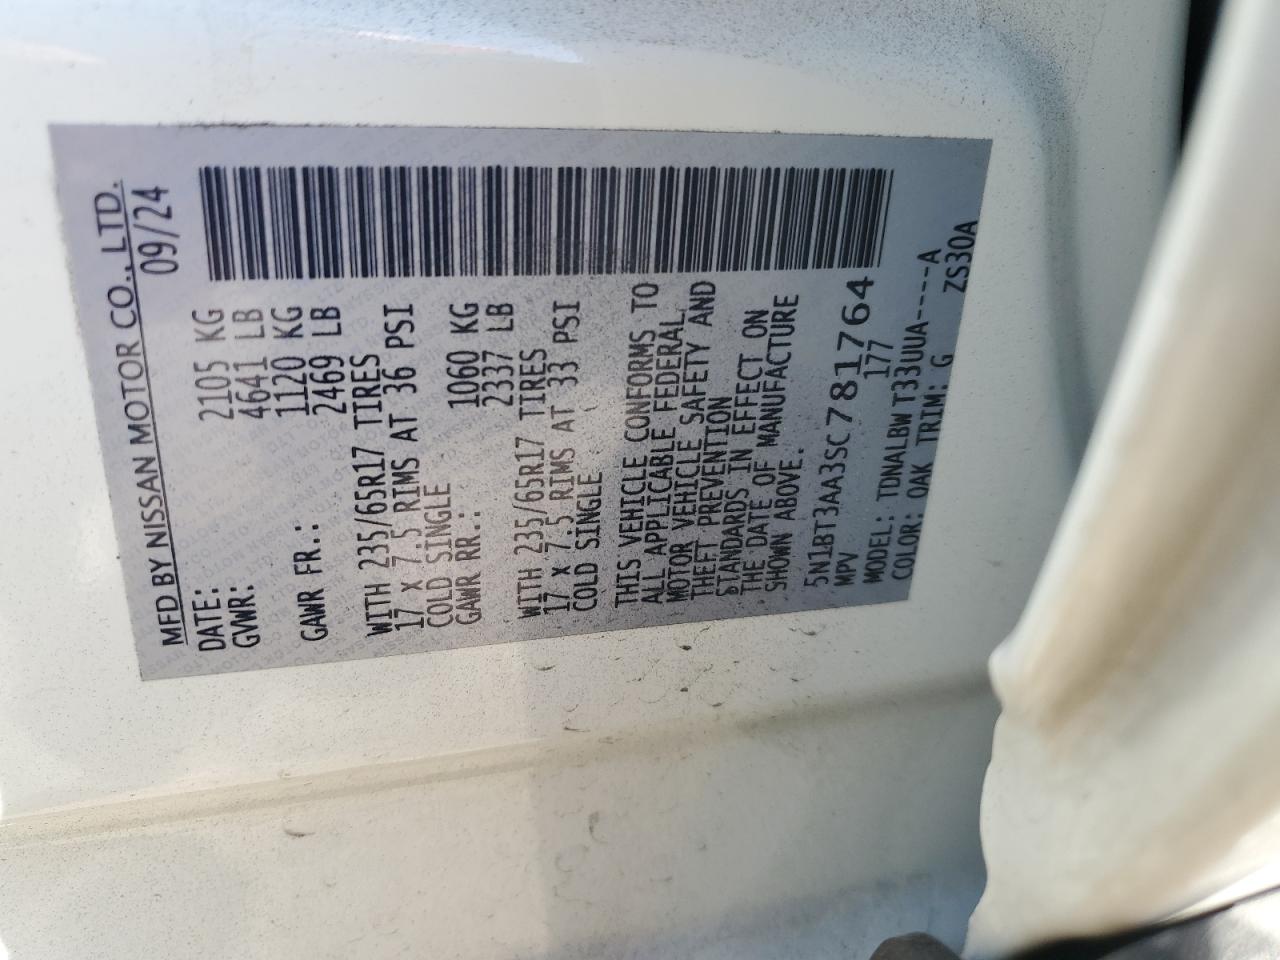 MFD BY NISSAN MOTOR CO., LTD.
DATE: 09/24
GVWR: 2105 KG
4641 LB
GAWR FR.: 1120 KG
2469 LB
WITH 235/65R17 TIRES
17 x 7.5 RIMS AT 36 PSI
COLD SINGLE
GAWR RR.: 1060 KG
2337 LB
WITH 235/65R17 TIRES
17 x 7.5 RIMS AT 33 PSI
COLD SINGLE
THIS VEHICLE CONFORMS TO
ALL APPLICABLE FEDERAL
MOTOR VEHICLE SAFETY AND
THEFT PREVENTION
STANDARDS IN EFFECT ON
THE DATE OF MANUFACTURE
SHOWN ABOVE.
5N1BT3AA3SC781764
MPV 177
MODEL: TDNALBW T33UUA-----A
COLOR: QAK TRIM: G ZS30A